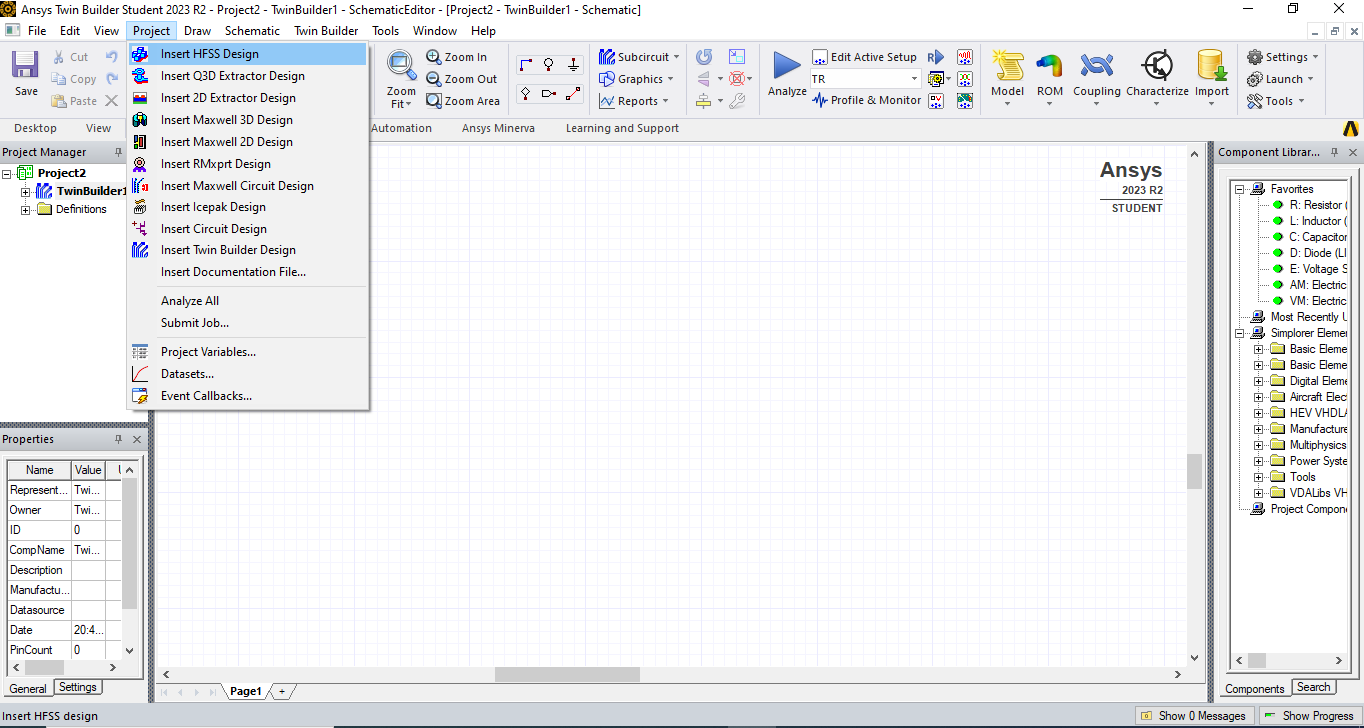 Ansys Twin Builder Student 2023 R2 - Project2 - TwinBuilder1 - SchematicEditor - [Project2 - TwinBuilder1 - Schematic]
File Edit View Project Draw Schematic Twin Builder Tools Window Help
Save
Cut
Copy
Paste
Zoom Fit
Zoom In
Zoom Out
Zoom Area
Subcircuit
Graphics
Reports
Analyze
Edit Active Setup
TR
Profile & Monitor
Model
ROM
Coupling
Characterize
Import
Settings
Launch
Tools
Desktop View Automation Ansys Minerva Learning and Support
Insert HFSS Design
Insert Q3D Extractor Design
Insert 2D Extractor Design
Insert Maxwell 3D Design
Insert Maxwell 2D Design
Insert RMxprt Design
Insert Maxwell Circuit Design
Insert Icepak Design
Insert Circuit Design
Insert Twin Builder Design
Insert Documentation File...
Analyze All
Submit Job...
Project Variables...
Datasets...
Event Callbacks...
Project Manager
Project2
TwinBuilder1
Definitions
Properties
Name Value U
Represent... Twi...
Owner Twi...
ID 0
CompName Twi...
Description
Manufactu...
Datasource
Date 20:4...
PinCount 0
General Settings
Ansys
2023 R2
STUDENT
Page1 +
Component Librar...
Favorites
R: Resistor (
L: Inductor (
C: Capacitor
D: Diode (LI
E: Voltage S
AM: Electric
VM: Electric
Most Recently U
Simplorer Elemer
Basic Eleme
Basic Eleme
Digital Eleme
Aircraft Elect
HEV VHDLA
Manufacture
Multiphysics
Power Syste
Tools
VDALibs VH
Project Compon
Components Search
Insert HFSS design
Show 0 Messages Show Progress